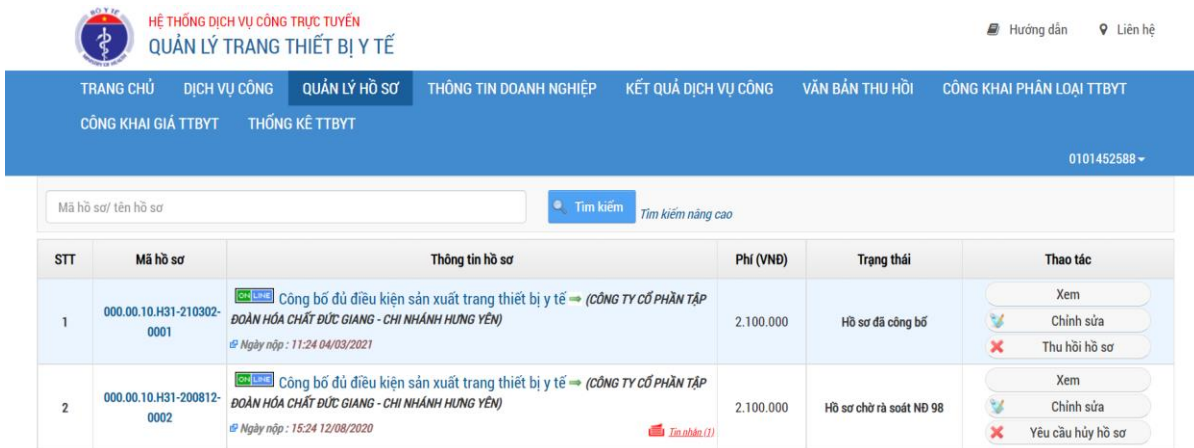 BỘ Y TẾ
HỆ THỐNG DỊCH VỤ CÔNG TRỰC TUYẾN
QUẢN LÝ TRANG THIẾT BỊ Y TẾ
Hướng dẫn Liên hệ
TRANG CHỦ DỊCH VỤ CÔNG QUẢN LÝ HỒ SƠ THÔNG TIN DOANH NGHIỆP KẾT QUẢ DỊCH VỤ CÔNG VĂN BẢN THU HỒI CÔNG KHAI PHÂN LOẠI TTBYT
CÔNG KHAI GIÁ TTBYT THỐNG KÊ TTBYT
0101452588
Mã hồ sơ/ tên hồ sơ Tìm kiếm Tìm kiếm nâng cao
STT Mã hồ sơ Thông tin hồ sơ Phí (VNĐ) Trạng thái Thao tác
1
000.00.10.H31-210302-
0001
ONLINE Công bố đủ điều kiện sản xuất trang thiết bị y tế (CÔNG TY CỔ PHẦN TẬP
ĐOÀN HÓA CHẤT ĐỨC GIANG - CHI NHÁNH HƯNG YÊN)
Ngày nộp : 11:24 04/03/2021
2.100.000
Hồ sơ đã công bố
Xem
Chỉnh sửa
Thu hồi hồ sơ
2
000.00.10.H31-200812-
0002
ONLINE Công bố đủ điều kiện sản xuất trang thiết bị y tế (CÔNG TY CỔ PHẦN TẬP
ĐOÀN HÓA CHẤT ĐỨC GIANG - CHI NHÁNH HƯNG YÊN)
Ngày nộp : 15:24 12/08/2020 Tin nhắn (1)
2.100.000
Hồ sơ chờ rà soát NĐ 98
Xem
Chỉnh sửa
Yêu cầu hủy hồ sơ